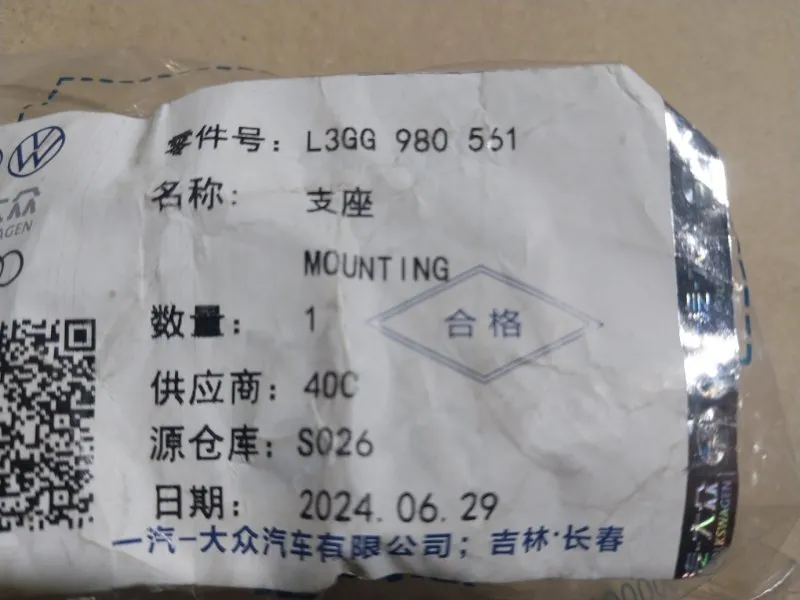 零件号: L3GG 980 561
名称: 支座
MOUNTING
数量: 1
合格
供应商: 40C
源仓库: S026
日期: 2024.06.29
一汽-大众汽车有限公司; 吉林·长春